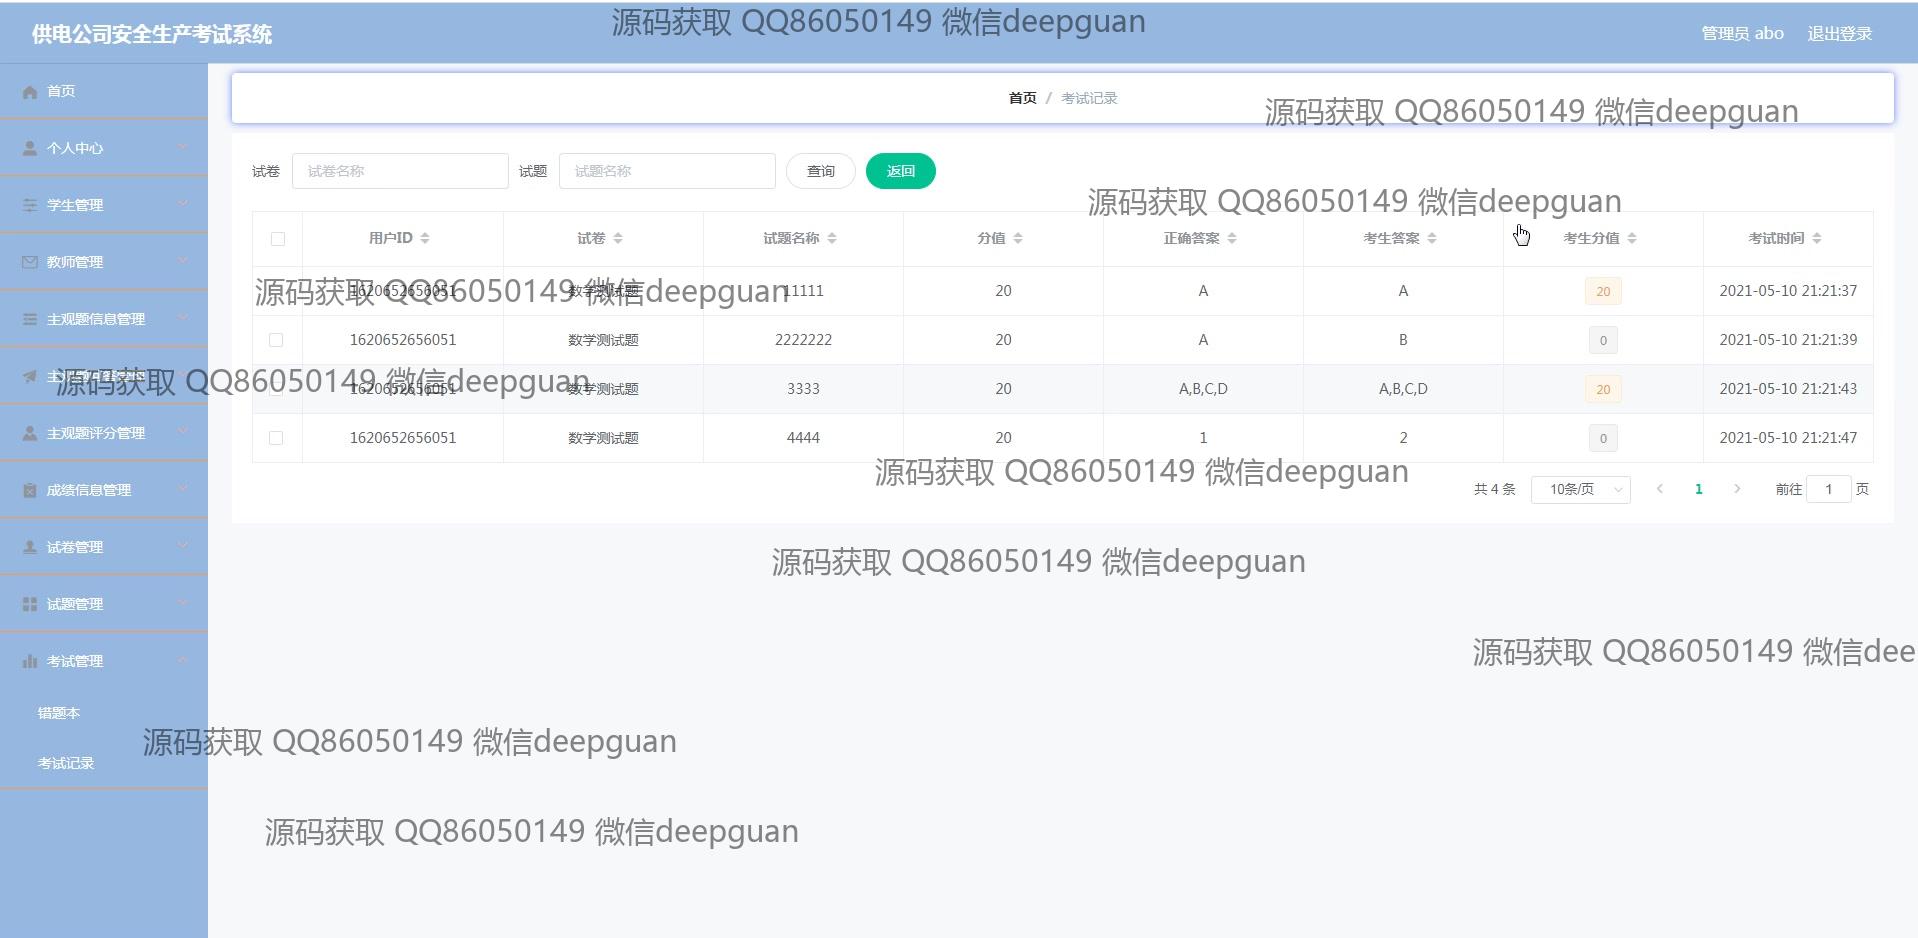 供电公司安全生产考试系统
源码获取 QQ86050149 微信deepguan
管理员 abo 退出登录
首页
个人中心
学生管理
教师管理
主观题信息管理
主观题评分管理
成绩信息管理
试卷管理
试题管理
考试管理
错题本
考试记录
首页 / 考试记录
源码获取 QQ86050149 微信deepguan
试卷 试卷名称 试题 试题名称 查询 返回
源码获取 QQ86050149 微信deepguan
用户ID 试卷 试题名称 分值 正确答案 考生答案 考生分值 考试时间
1620652656051 数学测试题 11111 20 A A 20 2021-05-10 21:21:37
源码获取 QQ86050149 微信deepguan
1620652656051 数学测试题 2222222 20 A B 0 2021-05-10 21:21:39
源码获取 QQ86050149 微信deepguan
1620652656051 数学测试题 3333 20 A,B,C,D A,B,C,D 20 2021-05-10 21:21:43
1620652656051 数学测试题 4444 20 1 2 0 2021-05-10 21:21:47
源码获取 QQ86050149 微信deepguan
共 4 条 10条/页 1 前往 1 页
源码获取 QQ86050149 微信deepguan
源码获取 QQ86050149 微信dee
源码获取 QQ86050149 微信deepguan
源码获取 QQ86050149 微信deepguan